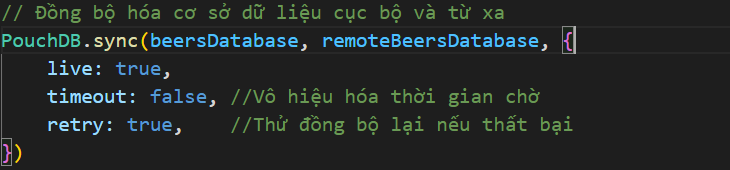 // Đồng bộ hóa cơ sở dữ liệu cục bộ và từ xa
PouchDB.sync(beersDatabase, remoteBeersDatabase, {
    live: true,
    timeout: false, //Vô hiệu hóa thời gian chờ
    retry: true,    //Thử đồng bộ lại nếu thất bại
})